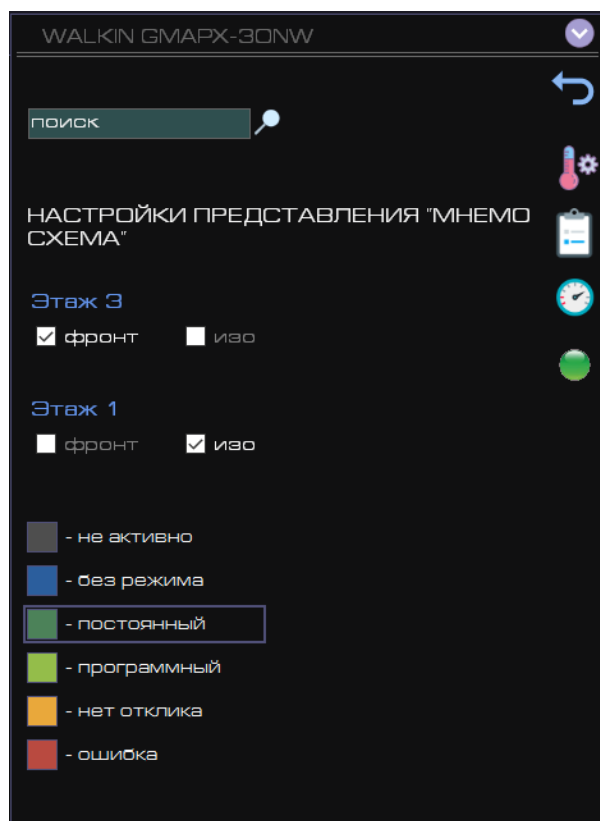 WALKIN GMAPX-30NW
поиск
НАСТРОЙКИ ПРЕДСТАВЛЕНИЯ "МНЕМО
СХЕМА"
Этаж 3
фронт изо
Этаж 1
фронт изо
- не активно
- без режима
- постоянный
- программный
- нет отклика
- ошибка